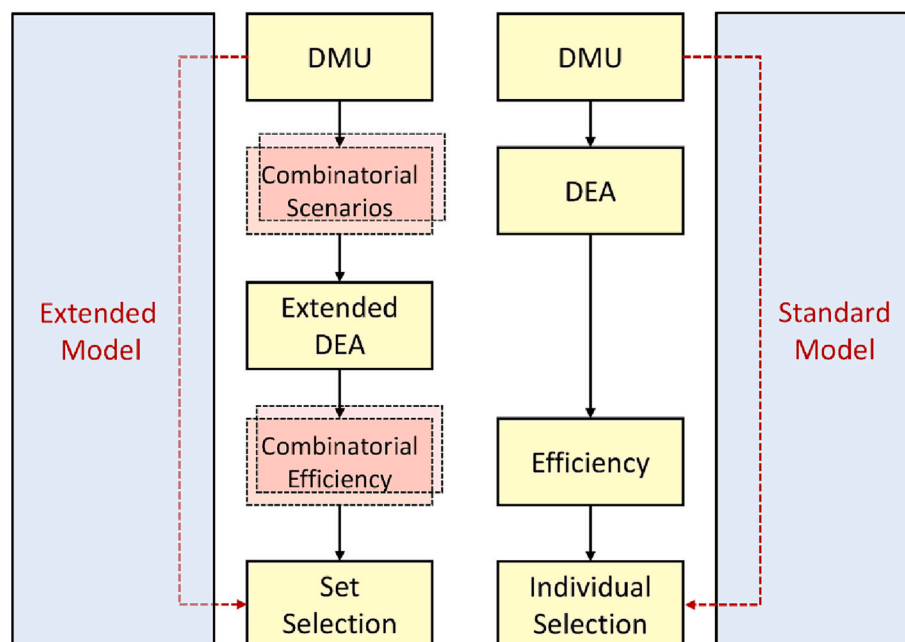 Extended
Model
DMU
Combinatorial
Scenarios
Extended
DEA
Combinatorial
Efficiency
Set
Selection
DMU
DEA
Efficiency
Individual
Selection
Standard
Model